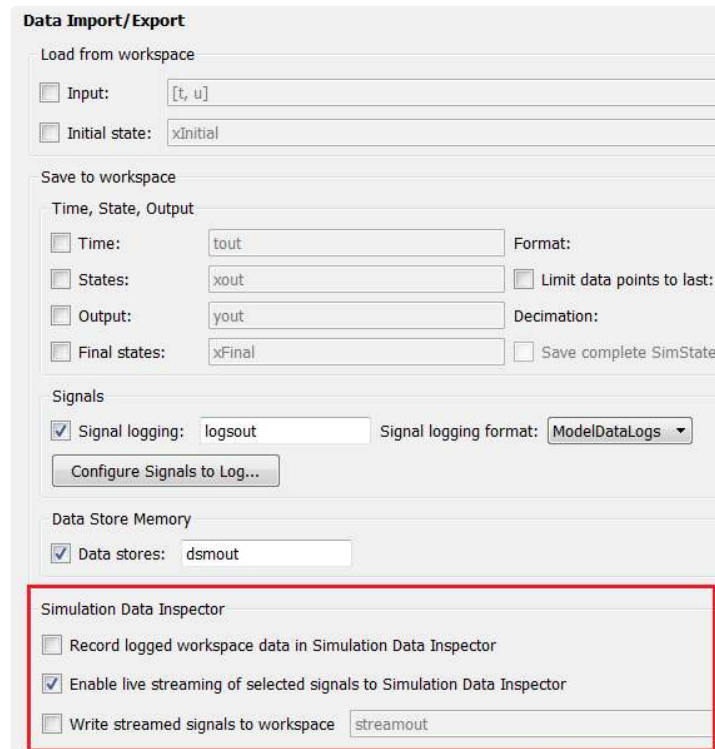 Data Import/Export
Load from workspace
Input: [t, u]
Initial state: xInitial
Save to workspace
Time, State, Output
Time: tout Format:
States: xout Limit data points to last:
Output: yout Decimation:
Final states: xFinal Save complete SimState
Signals
Signal logging: logsout Signal logging format: ModelDataLogs
Configure Signals to Log...
Data Store Memory
Data stores: dsmout
Simulation Data Inspector
Record logged workspace data in Simulation Data Inspector
Enable live streaming of selected signals to Simulation Data Inspector
Write streamed signals to workspace streamout